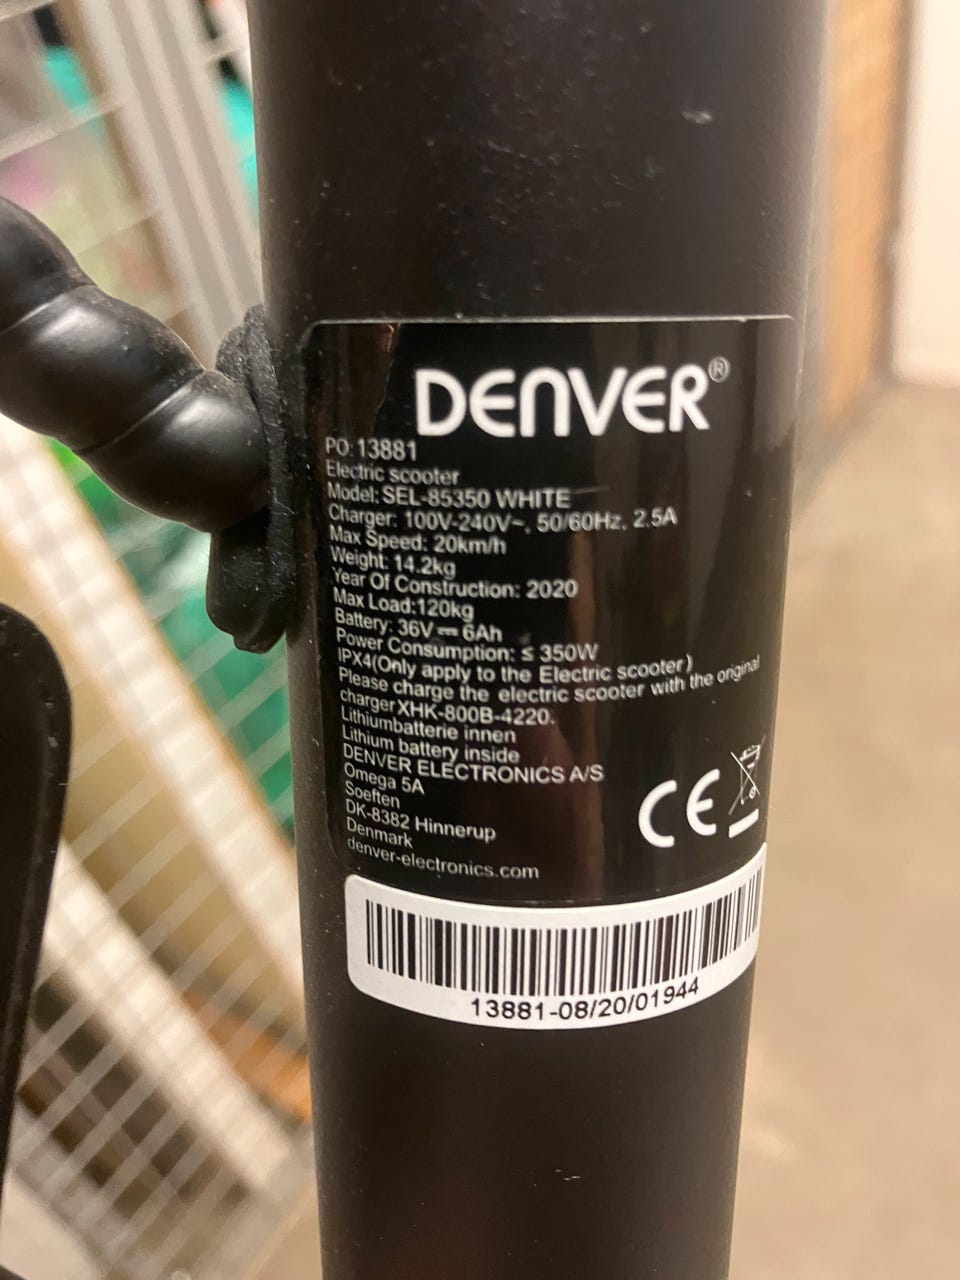 DENVER®
PO: 13881
Electric scooter
Model: SEL-85350 WHITE
Charger: 100V-240V~, 50/60Hz, 2.5A
Max Speed: 20km/h
Weight: 14.2kg
Year Of Construction: 2020
Max Load:120kg
Battery: 36V ⎓ 6Ah
Power Consumption: ≤ 350W
IPX4(Only apply to the Electric scooter)
Please charge the electric scooter with the original
charger XHK-800B-4220.
Lithiumbatterie innen
Lithium battery inside
DENVER ELECTRONICS A/S
Omega 5A
Soeften
DK-8382 Hinnerup
Denmark
denver-electronics.com
CE
13881-08/20/01944